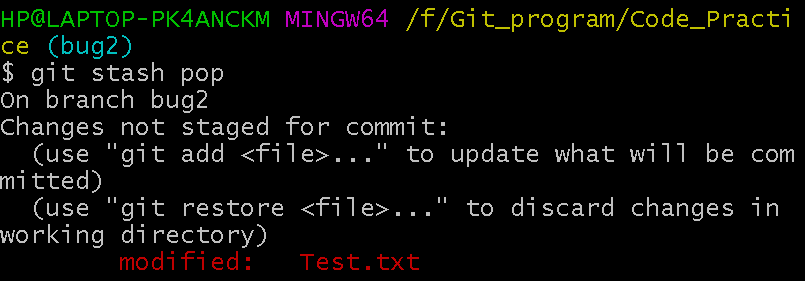 HP@LAPTOP-PK4ANCKM MINGW64 /f/Git_program/Code_Practi
ce (bug2)
$ git stash pop
On branch bug2
Changes not staged for commit:
  (use "git add <file>..." to update what will be com
mitted)
  (use "git restore <file>..." to discard changes in
working directory)
        modified:   Test.txt